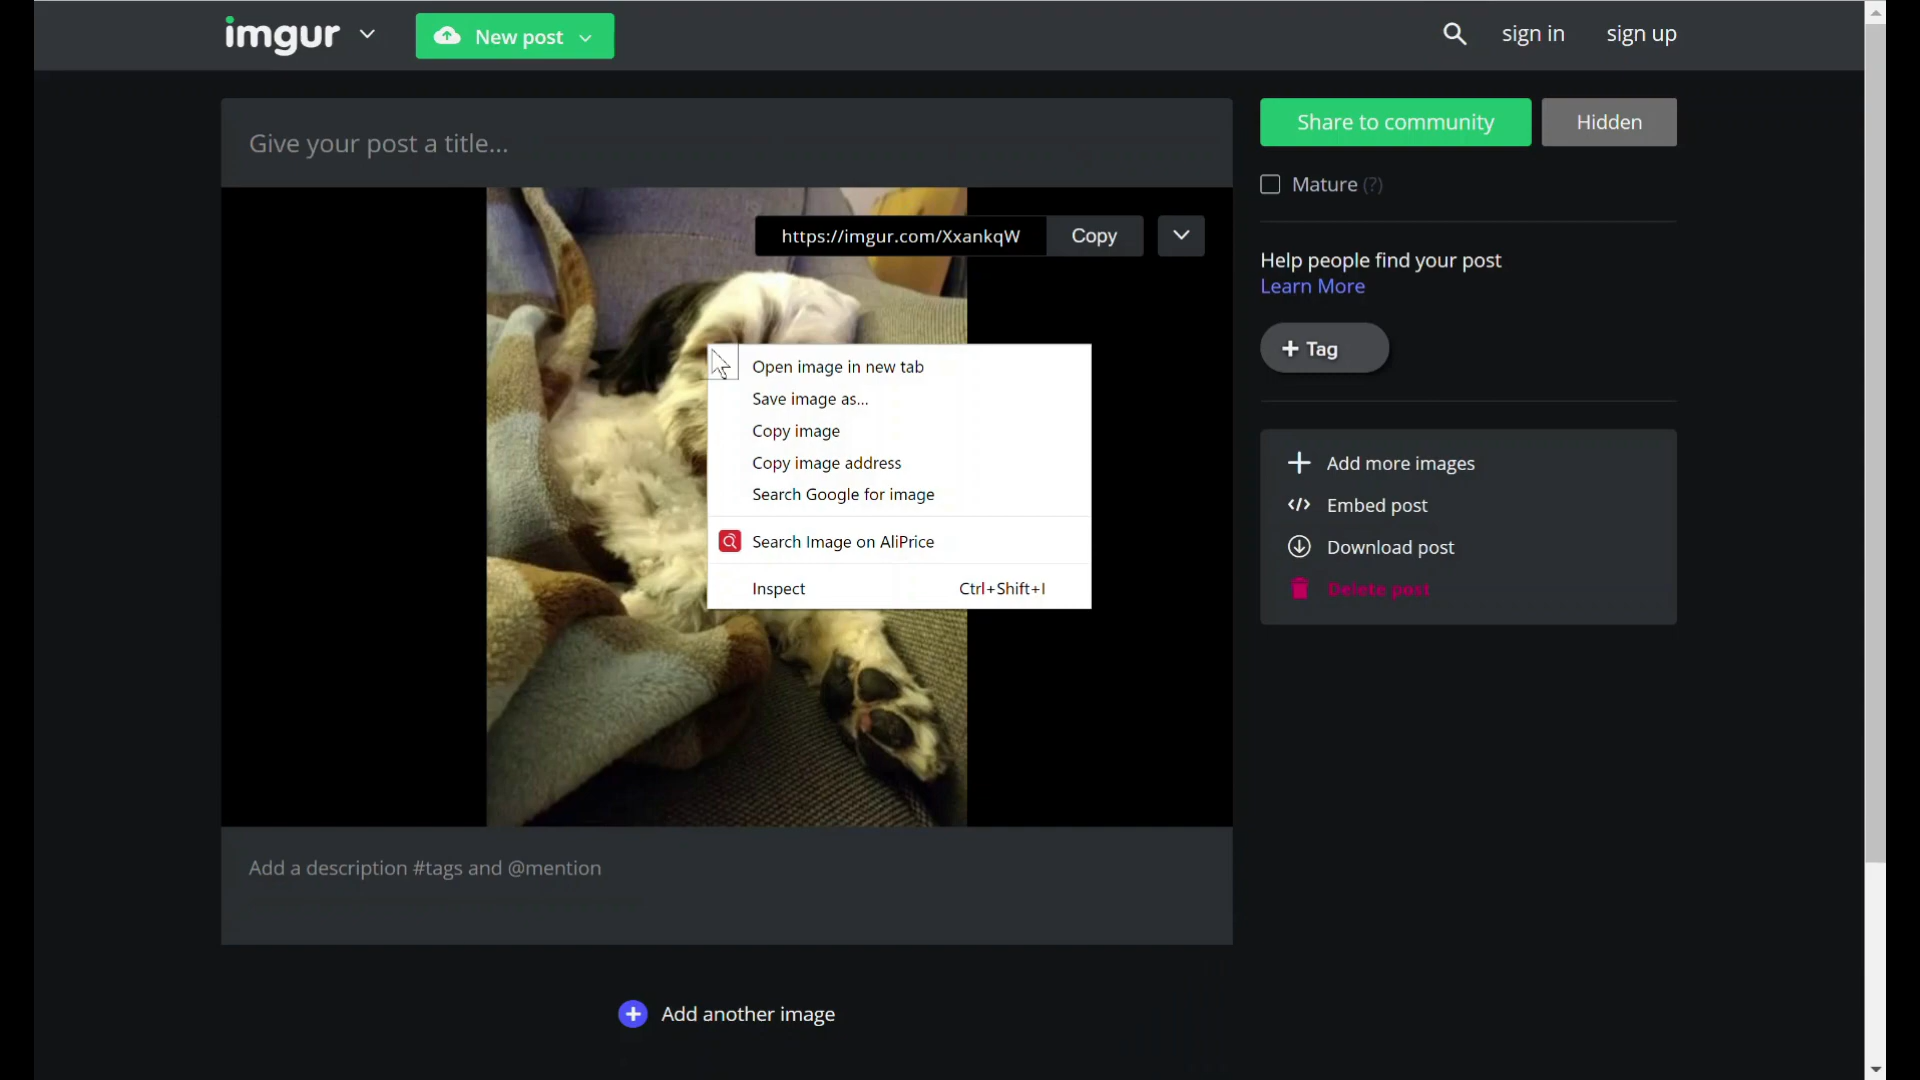 imgur
New post
sign in
sign up
Give your post a title...
Share to community
Hidden
Mature (?)
https://imgur.com/XxankqW
Copy
Help people find your post
Learn More
+ Tag
Open image in new tab
Save image as...
Copy image
Copy image address
Search Google for image
Search Image on AliPrice
Inspect Ctrl+Shift+I
Add more images
</> Embed post
Download post
Delete post
Add a description #tags and @mention
Add another image